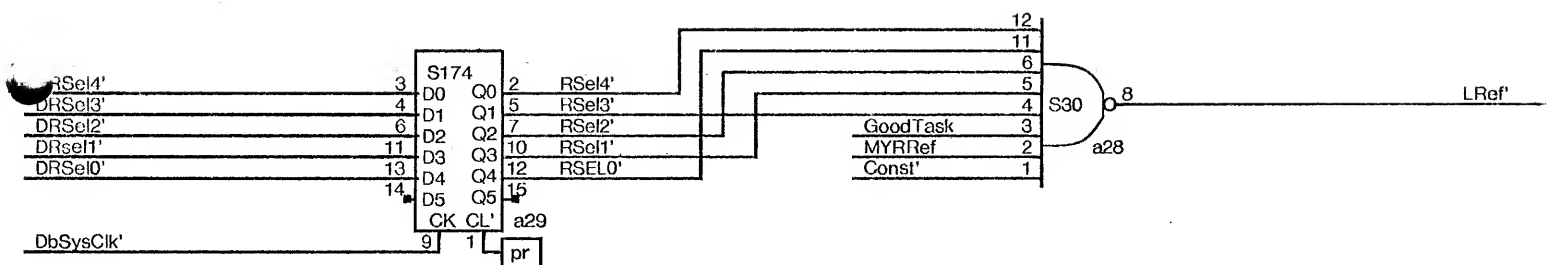 12
11
6
5
4
3
2
1
GoodTask
MYRRef
Const'
S30
8
LRef'
a28
S174
RSel4'
DRSel3'
DRSel2'
DRsel1'
DRSel0'
3
4
6
11
13
14
D0
D1
D2
D3
D4
D5
Q0
Q1
Q2
Q3
Q4
Q5
2
5
7
10
12
15
RSel4'
RSel3'
RSel2'
RSel1'
RSEL0'
CK CL'
a29
DbSysClk'
9
1
pr